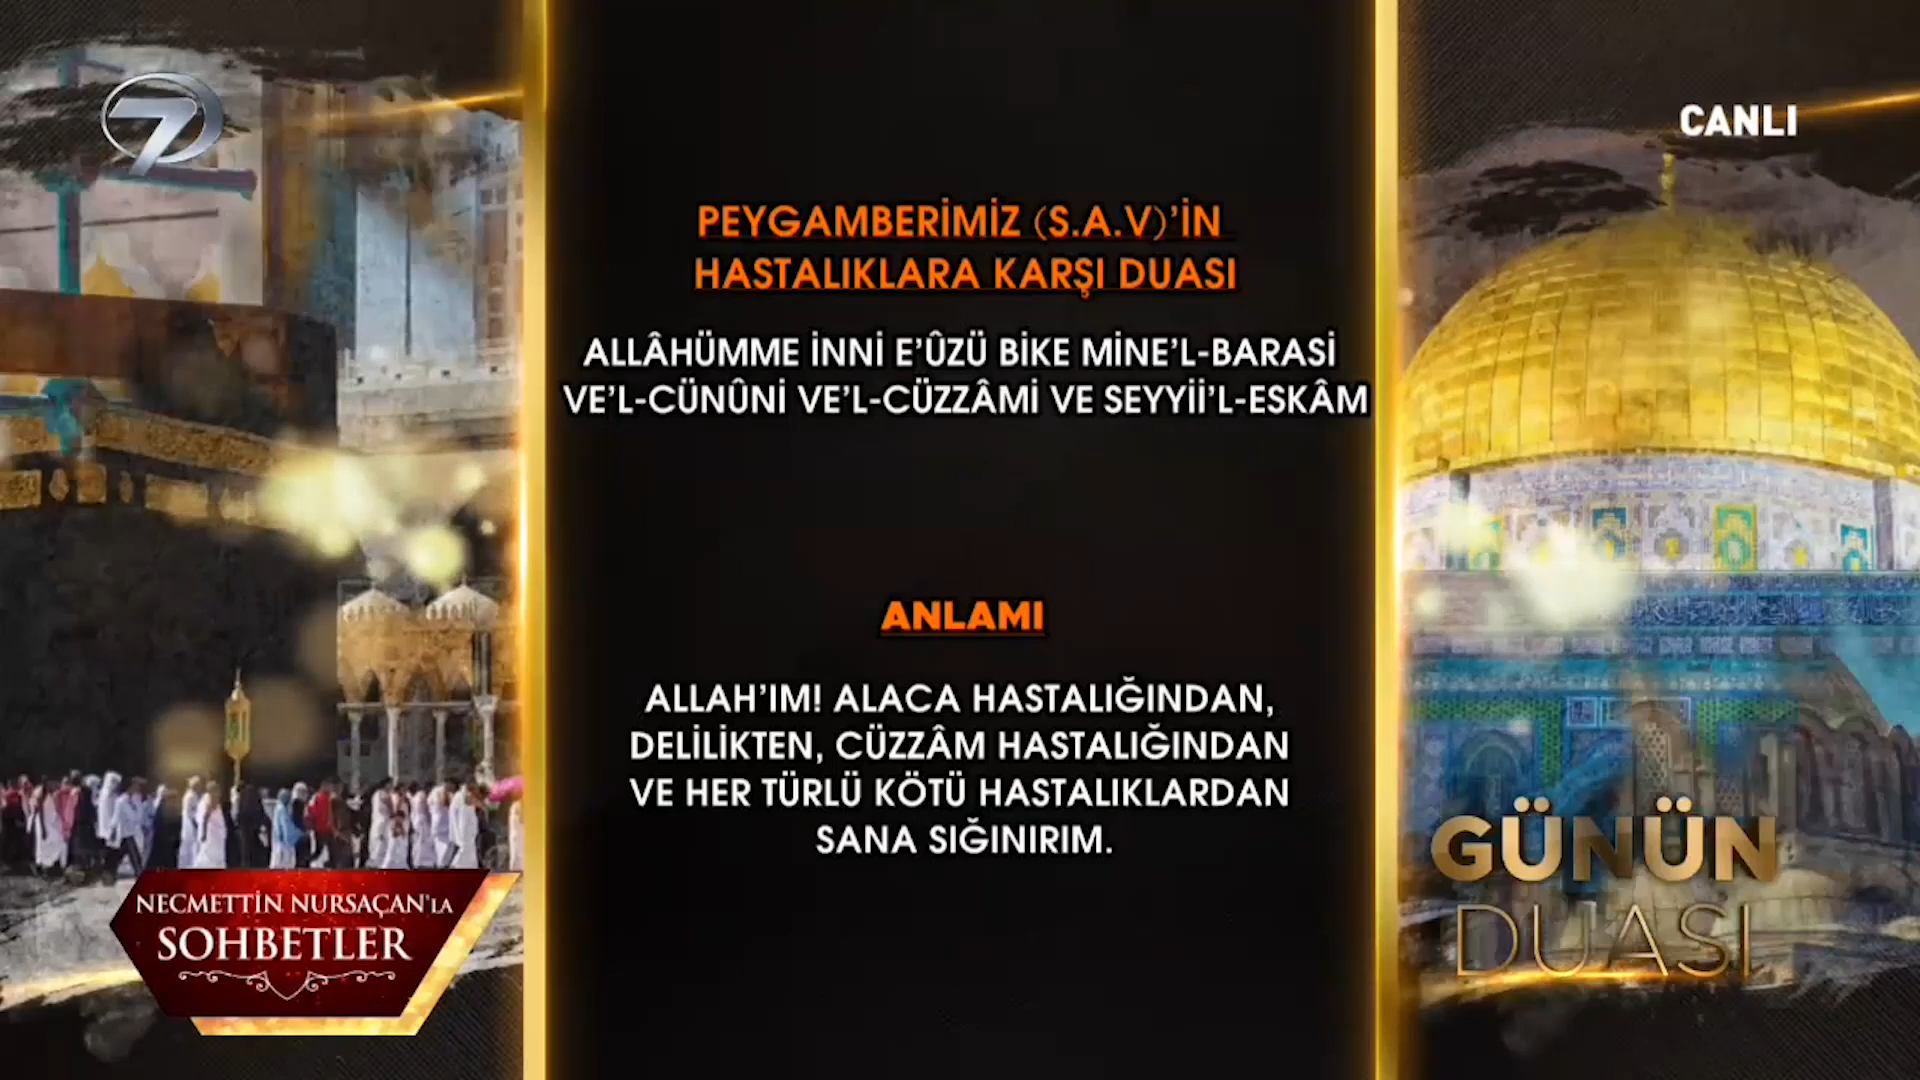 7
CANLI
PEYGAMBERİMİZ (S.A.V)'İN
HASTALIKLARA KARŞI DUASI
ALLÂHÜMME İNNİ E'ÛZÜ BİKE MİNE'L-BARASİ
VE'L-CÜNÛNİ VE'L-CÜZZÂMİ VE SEYYİİ'L-ESKÂM
ANLAMI
ALLAH'IM! ALACA HASTALIĞINDAN,
DELİLİKTEN, CÜZZÂM HASTALIĞINDAN
VE HER TÜRLÜ KÖTÜ HASTALIKLARDAN
SANA SIĞINIRIM.
NECMETTİN NURSAÇAN'LA
SOHBETLER
GÜNÜN
DUASI